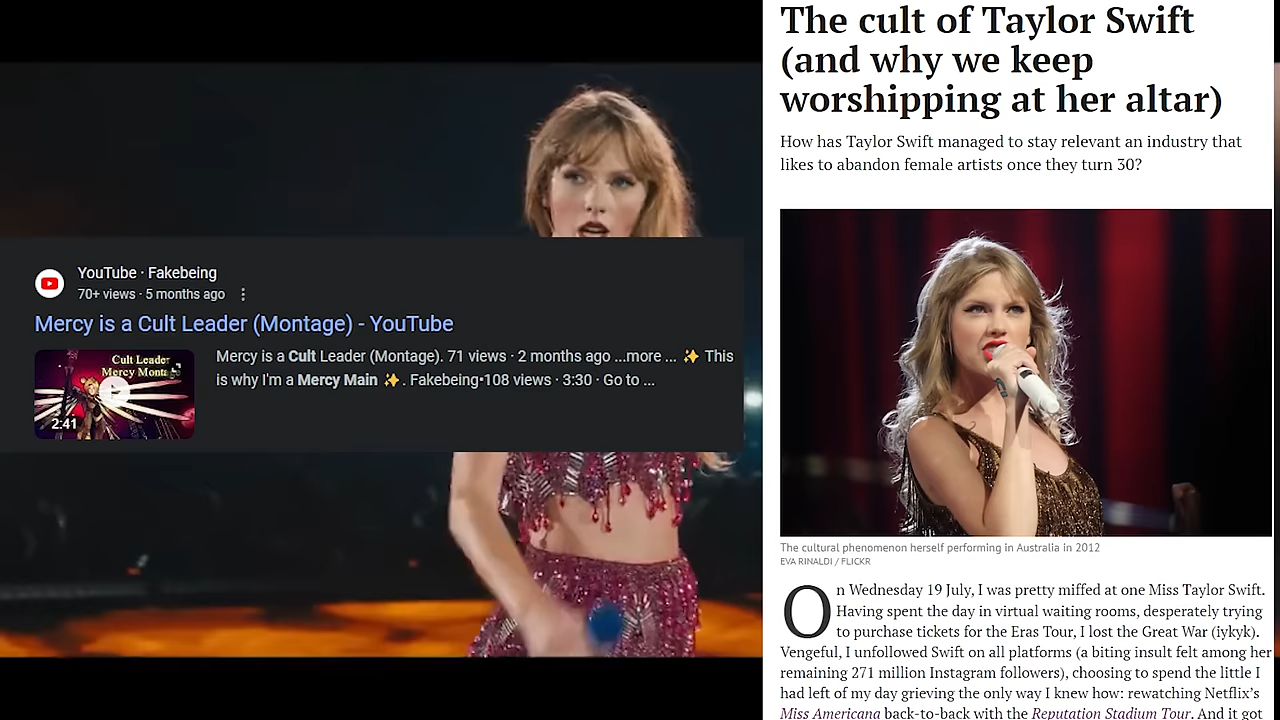 The cult of Taylor Swift
(and why we keep
worshipping at her altar)
How has Taylor Swift managed to stay relevant an industry that
likes to abandon female artists once they turn 30?
The cultural phenomenon herself performing in Australia in 2012
EVA RINALDI / FLICKR
On Wednesday 19 July, I was pretty miffed at one Miss Taylor Swift.
Having spent the day in virtual waiting rooms, desperately trying
to purchase tickets for the Eras Tour, I lost the Great War (iykyk).
Vengeful, I unfollowed Swift on all platforms (a biting insult felt among her
remaining 271 million Instagram followers), choosing to spend the little I
had left of my day grieving the only way I knew how: rewatching Netflix's
Miss Americana back-to-back with the Reputation Stadium Tour. And it got
YouTube · Fakebeing
70+ views · 5 months ago
Mercy is a Cult Leader (Montage) - YouTube
Cult Leader
Mercy Monta
2:41
Mercy is a Cult Leader (Montage). 71 views · 2 months ago ...more ... ✨ This
is why I'm a Mercy Main ✨. Fakebeing•108 views · 3:30 · Go to ...